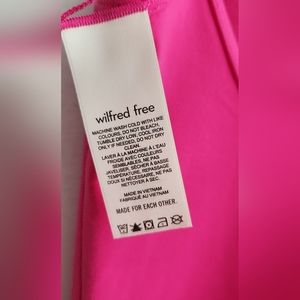 wilfred free
MACHINE WASH COLD WITH LIKE
COLOURS, DO NOT BLEACH,
TUMBLE DRY LOW, COOL IRON
ONLY IF NEEDED, DO NOT DRY
CLEAN.
LAVER À LA MACHINE À L'EAU
FROIDE AVEC COULEURS
SEMBLABLES, NE PAS
JAVELISER, SÉCHER À BASSE
TEMPÉRATURE, REPASSAGE
DOUX SI NÉCESSAIRE, NE PAS
NETTOYER À SEC.
MADE IN VIETNAM
FABRIQUÉ AU VIETNAM
MADE FOR EACH OTHER.